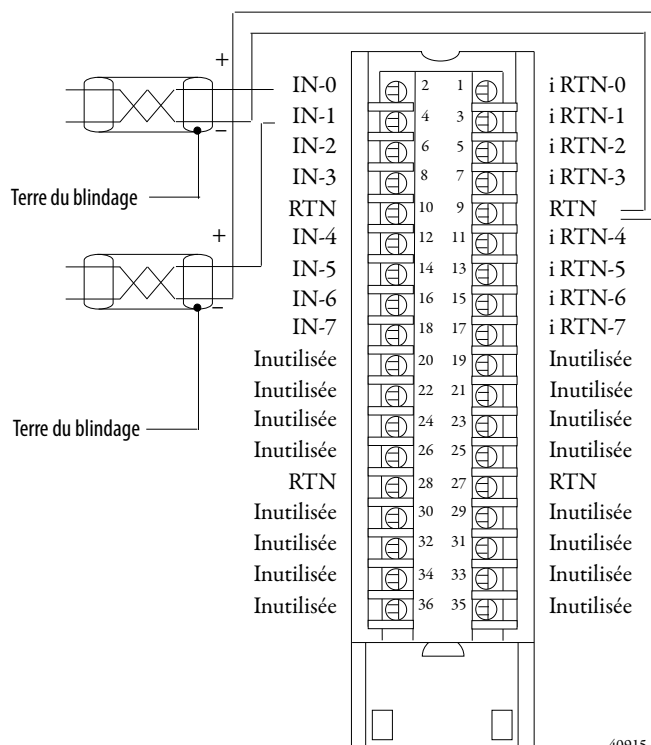 +
IN-0 2 1 i RTN-0
IN-1 4 3 i RTN-1
–
IN-2 6 5 i RTN-2
IN-3 8 7 i RTN-3
Terre du blindage
RTN 10 9 RTN
+
IN-4 12 11 i RTN-4
IN-5 14 13 i RTN-5
IN-6 16 15 i RTN-6
–
IN-7 18 17 i RTN-7
Inutilisée 20 19 Inutilisée
Inutilisée 22 21 Inutilisée
Inutilisée 24 23 Inutilisée
Terre du blindage
Inutilisée 26 25 Inutilisée
RTN 28 27 RTN
Inutilisée 30 29 Inutilisée
Inutilisée 32 31 Inutilisée
Inutilisée 34 33 Inutilisée
Inutilisée 36 35 Inutilisée